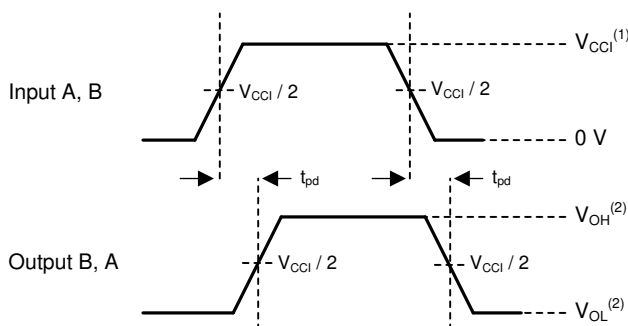 V_CCI^(1)
Input A, B
V_CCI / 2
V_CCI / 2
0 V
t_pd
t_pd
V_OH^(2)
Output B, A
V_CCI / 2
V_CCI / 2
V_OL^(2)